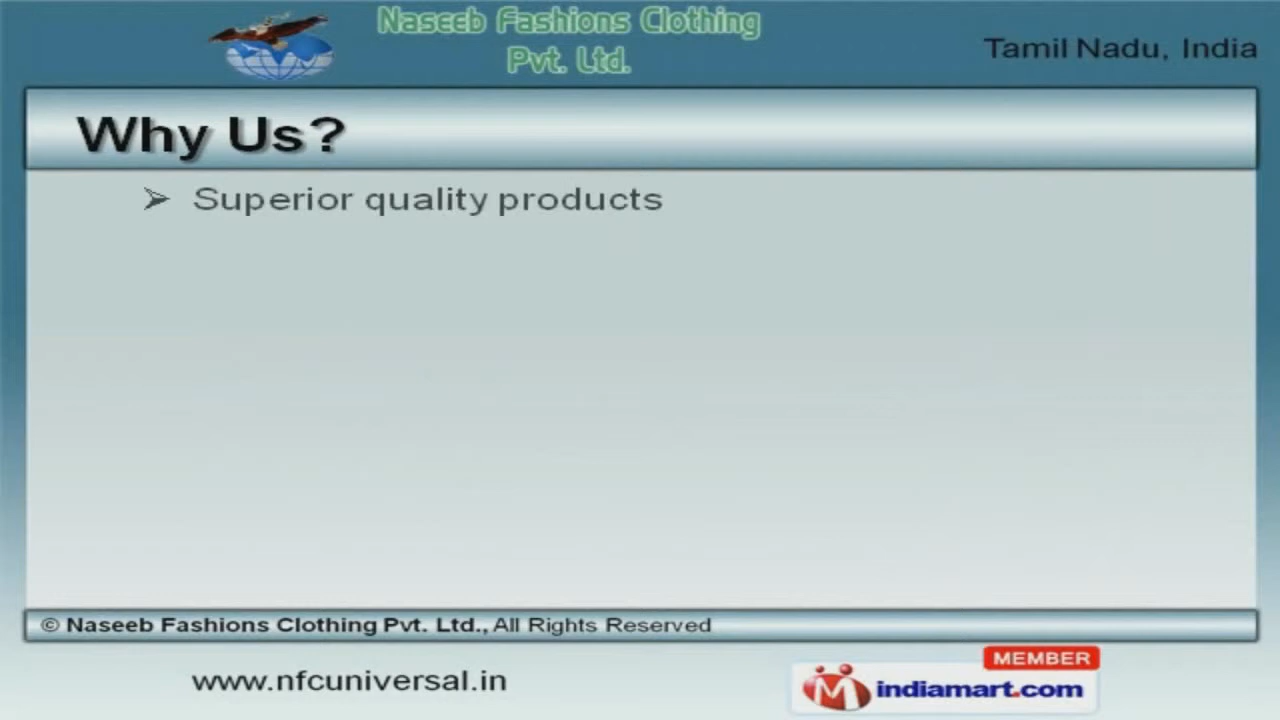 Naseeb Fashions Clothing
Pvt. Ltd.
Tamil Nadu, India
Why Us?
➢ Superior quality products
© Naseeb Fashions Clothing Pvt. Ltd., All Rights Reserved
www.nfcuniversal.in
MEMBER
indiamart.com